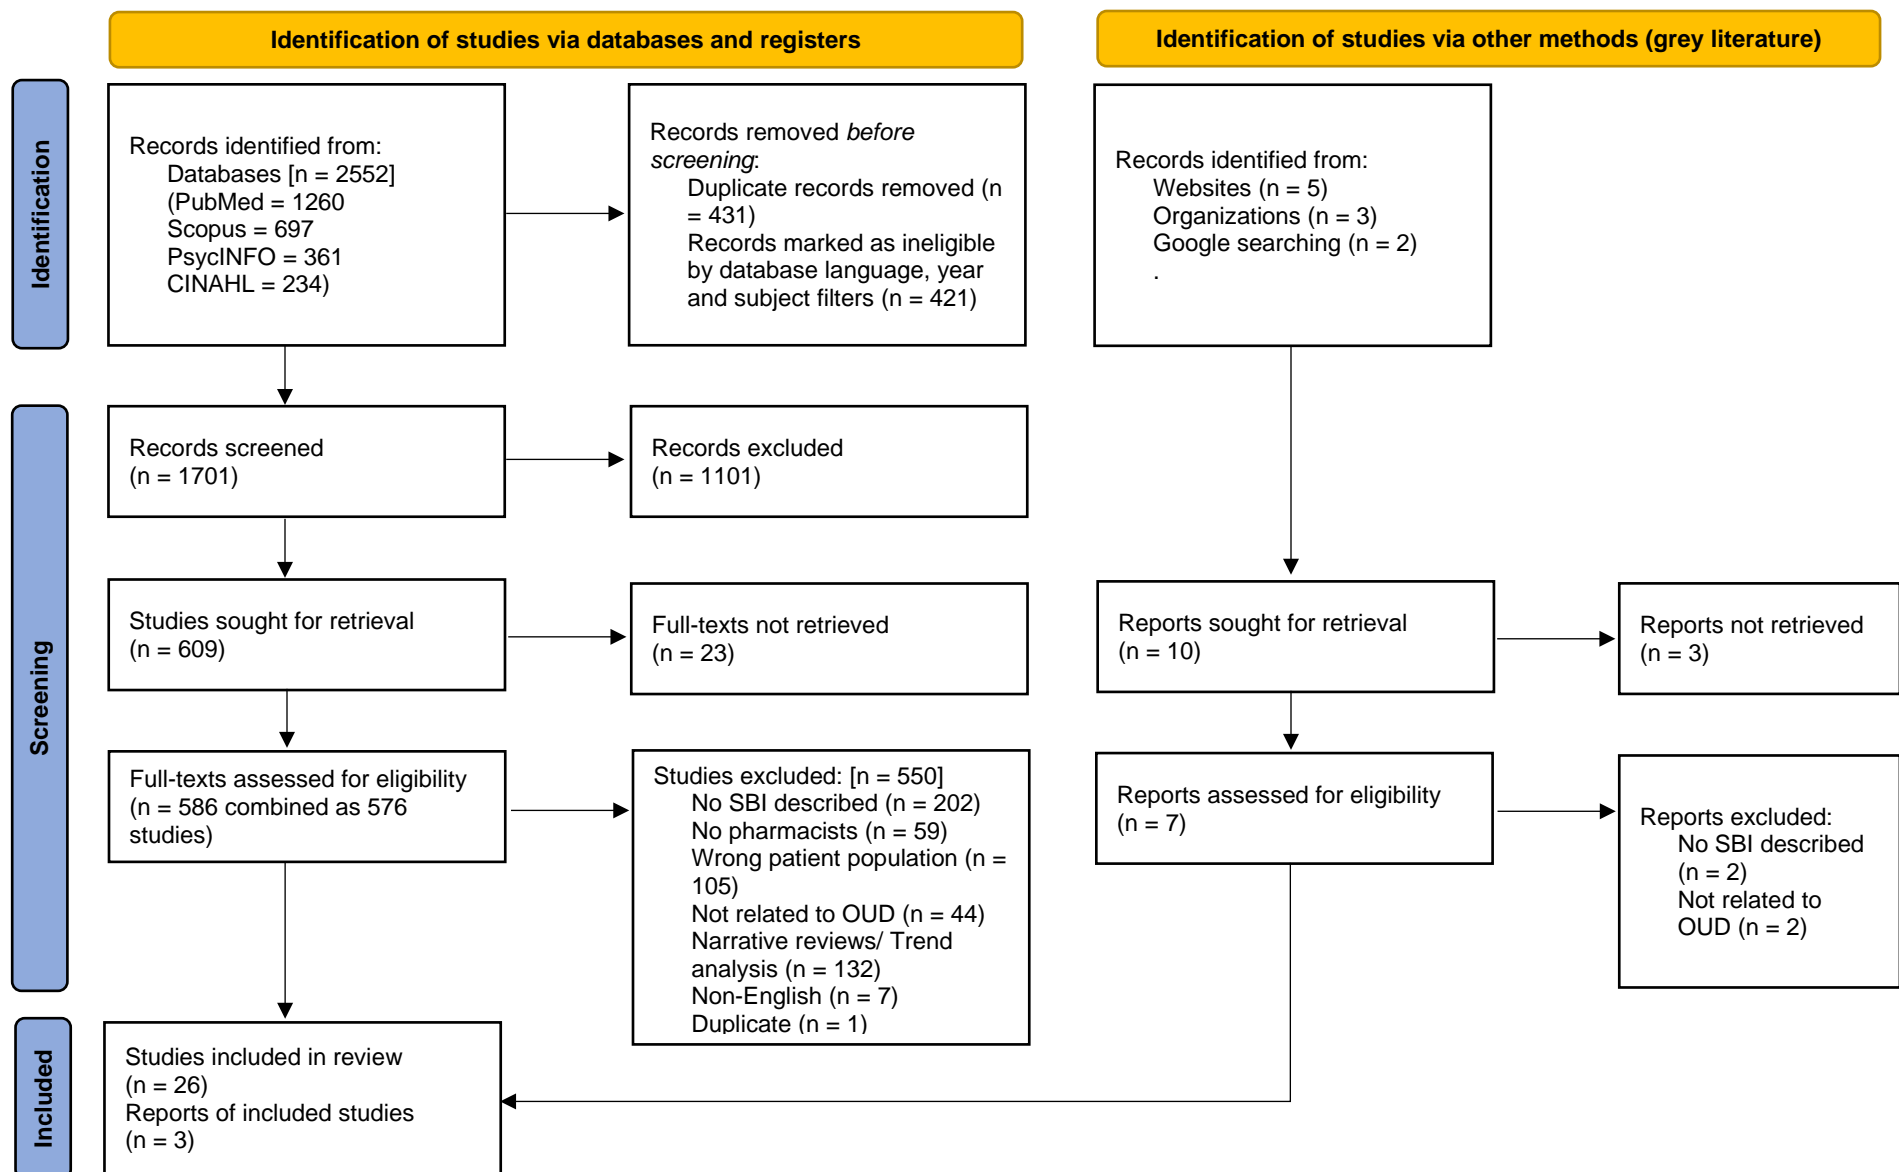 Identification of studies via databases and registers
Identification of studies via other methods (grey literature)
Identification
Records identified from:
Databases [n = 2552]
(PubMed = 1260
Scopus = 697
PsycINFO = 361
CINAHL = 234)
Records removed before
screening:
Duplicate records removed (n
= 431)
Records marked as ineligible
by database language, year
and subject filters (n = 421)
Records identified from:
Websites (n = 5)
Organizations (n = 3)
Google searching (n = 2)
.
Screening
Records screened
(n = 1701)
Records excluded
(n = 1101)
Studies sought for retrieval
(n = 609)
Full-texts not retrieved
(n = 23)
Reports sought for retrieval
(n = 10)
Reports not retrieved
(n = 3)
Full-texts assessed for eligibility
(n = 586 combined as 576
studies)
Studies excluded: [n = 550]
No SBI described (n = 202)
No pharmacists (n = 59)
Wrong patient population (n =
105)
Not related to OUD (n = 44)
Narrative reviews/ Trend
analysis (n = 132)
Non-English (n = 7)
Duplicate (n = 1)
Reports assessed for eligibility
(n = 7)
Reports excluded:
No SBI described
(n = 2)
Not related to
OUD (n = 2)
Included
Studies included in review
(n = 26)
Reports of included studies
(n = 3)